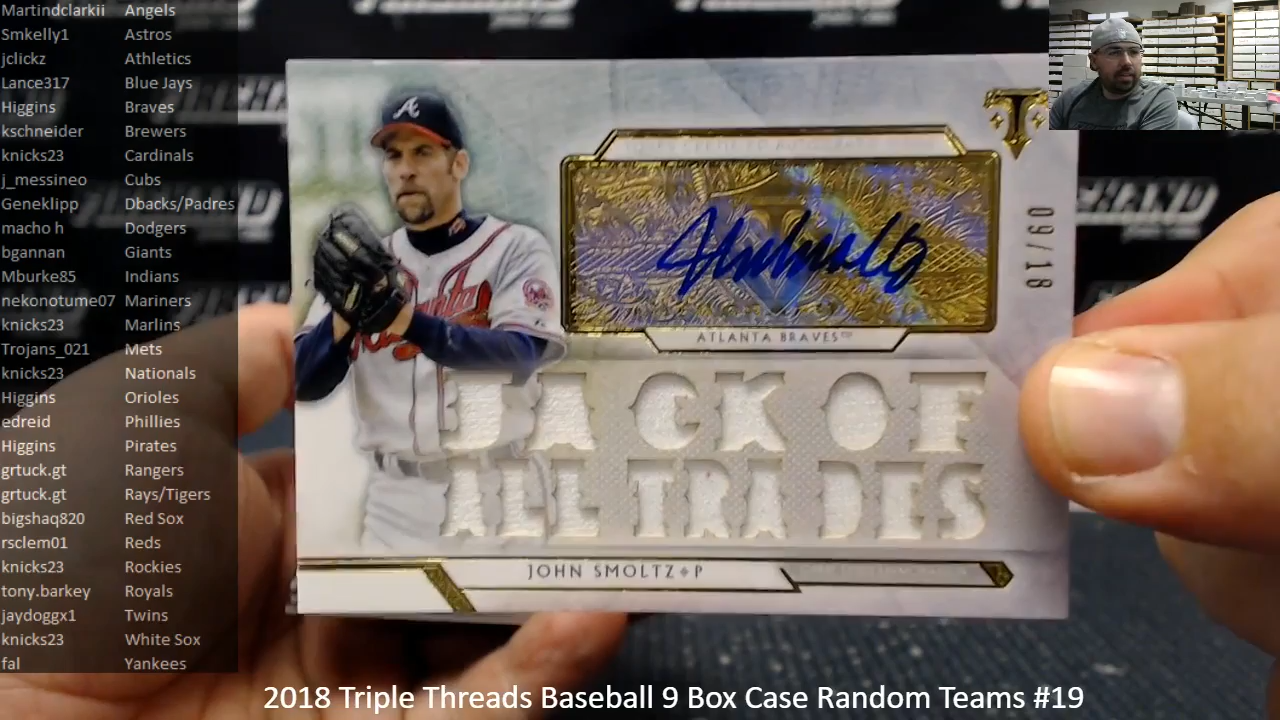 Martindclarkii Angels
Smkelly1 Astros
jclickz Athletics
Lance317 Blue Jays
Higgins Braves
kschneider Brewers
knicks23 Cardinals
j_messineo Cubs
Geneklipp Dbacks/Padres
macho h Dodgers
bgannan Giants
Mburke85 Indians
nekonotume07 Mariners
knicks23 Marlins
Trojans_021 Mets
knicks23 Nationals
Higgins Orioles
edreid Phillies
Higgins Pirates
grtuck.gt Rangers
grtuck.gt Rays/Tigers
bigshaq820 Red Sox
rsclem01 Reds
knicks23 Rockies
tony.barkey Royals
jaydoggx1 Twins
knicks23 White Sox
fal Yankees
A
T
09/18
ATLANTA BRAVES
JACK OF
ALL TRADES
JOHN SMOLTZ P
2018 Triple Threads Baseball 9 Box Case Random Teams #19